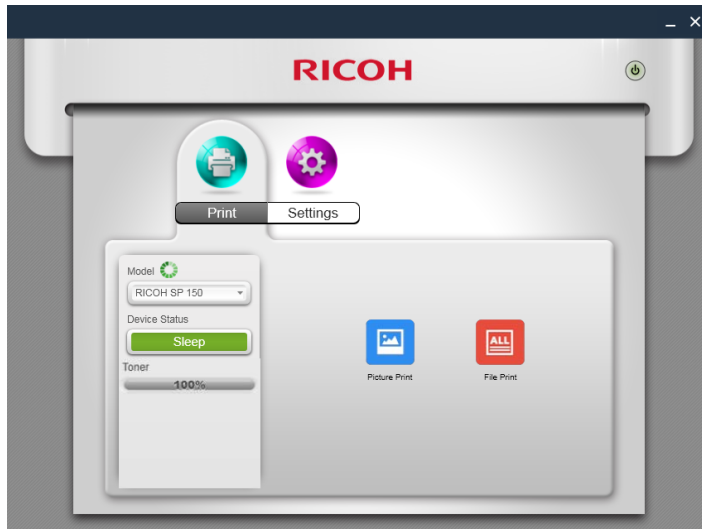 RICOH
Print
Settings
Model
RICOH SP 150
Device Status
Sleep
Toner
100%
ALL
Picture Print
File Print